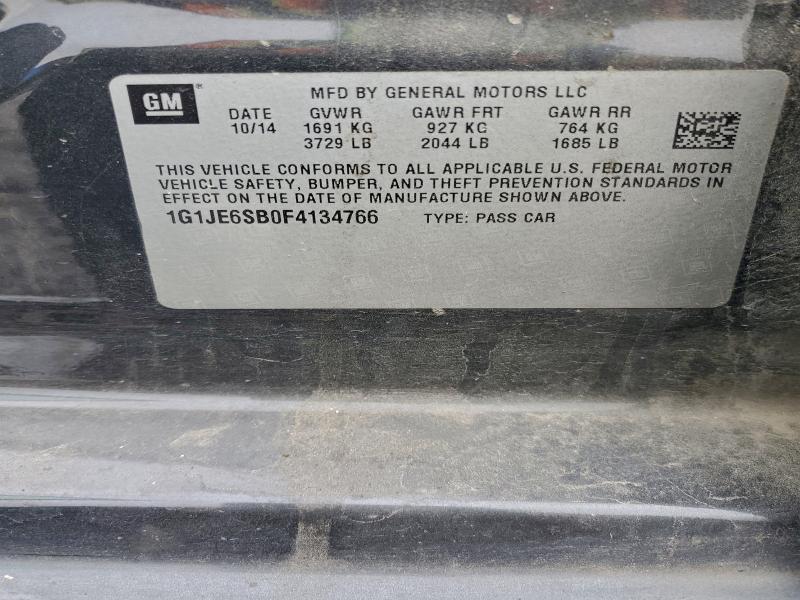 GM
MFD BY GENERAL MOTORS LLC
DATE GVWR GAWR FRT GAWR RR
10/14 1691 KG 927 KG 764 KG
3729 LB 2044 LB 1685 LB
THIS VEHICLE CONFORMS TO ALL APPLICABLE U.S. FEDERAL MOTOR
VEHICLE SAFETY, BUMPER, AND THEFT PREVENTION STANDARDS IN
EFFECT ON THE DATE OF MANUFACTURE SHOWN ABOVE.
1G1JE6SB0F4134766 TYPE: PASS CAR